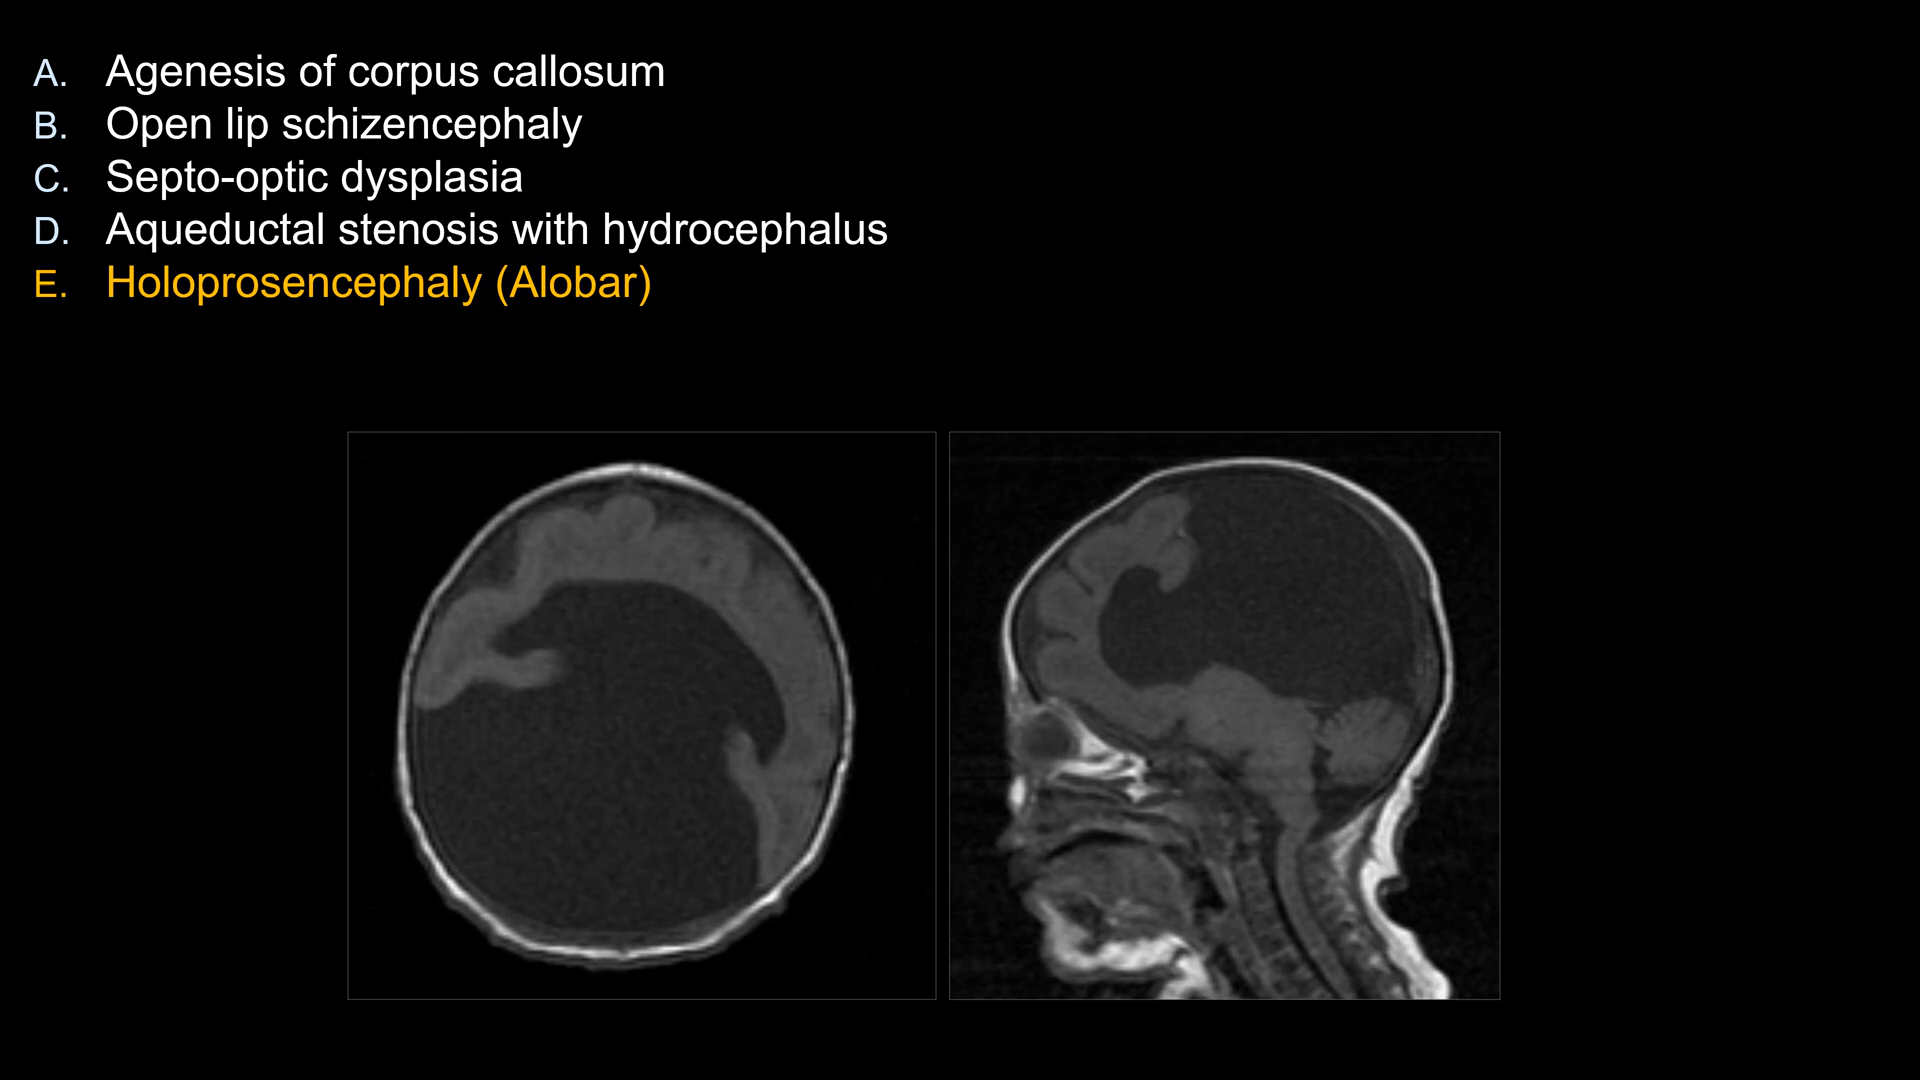 A. Agenesis of corpus callosum
B. Open lip schizencephaly
C. Septo-optic dysplasia
D. Aqueductal stenosis with hydrocephalus
E. Holoprosencephaly (Alobar)